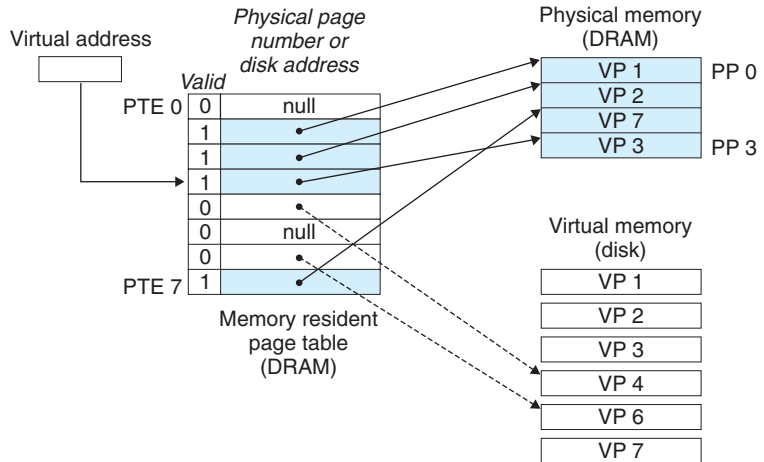 Virtual address
Physical page
number or
disk address
Valid
PTE 0
0
null
1
1
1
0
0
null
0
PTE 7
1
Memory resident
page table
(DRAM)
Physical memory
(DRAM)
VP 1
PP 0
VP 2
VP 7
VP 3
PP 3
Virtual memory
(disk)
VP 1
VP 2
VP 3
VP 4
VP 6
VP 7